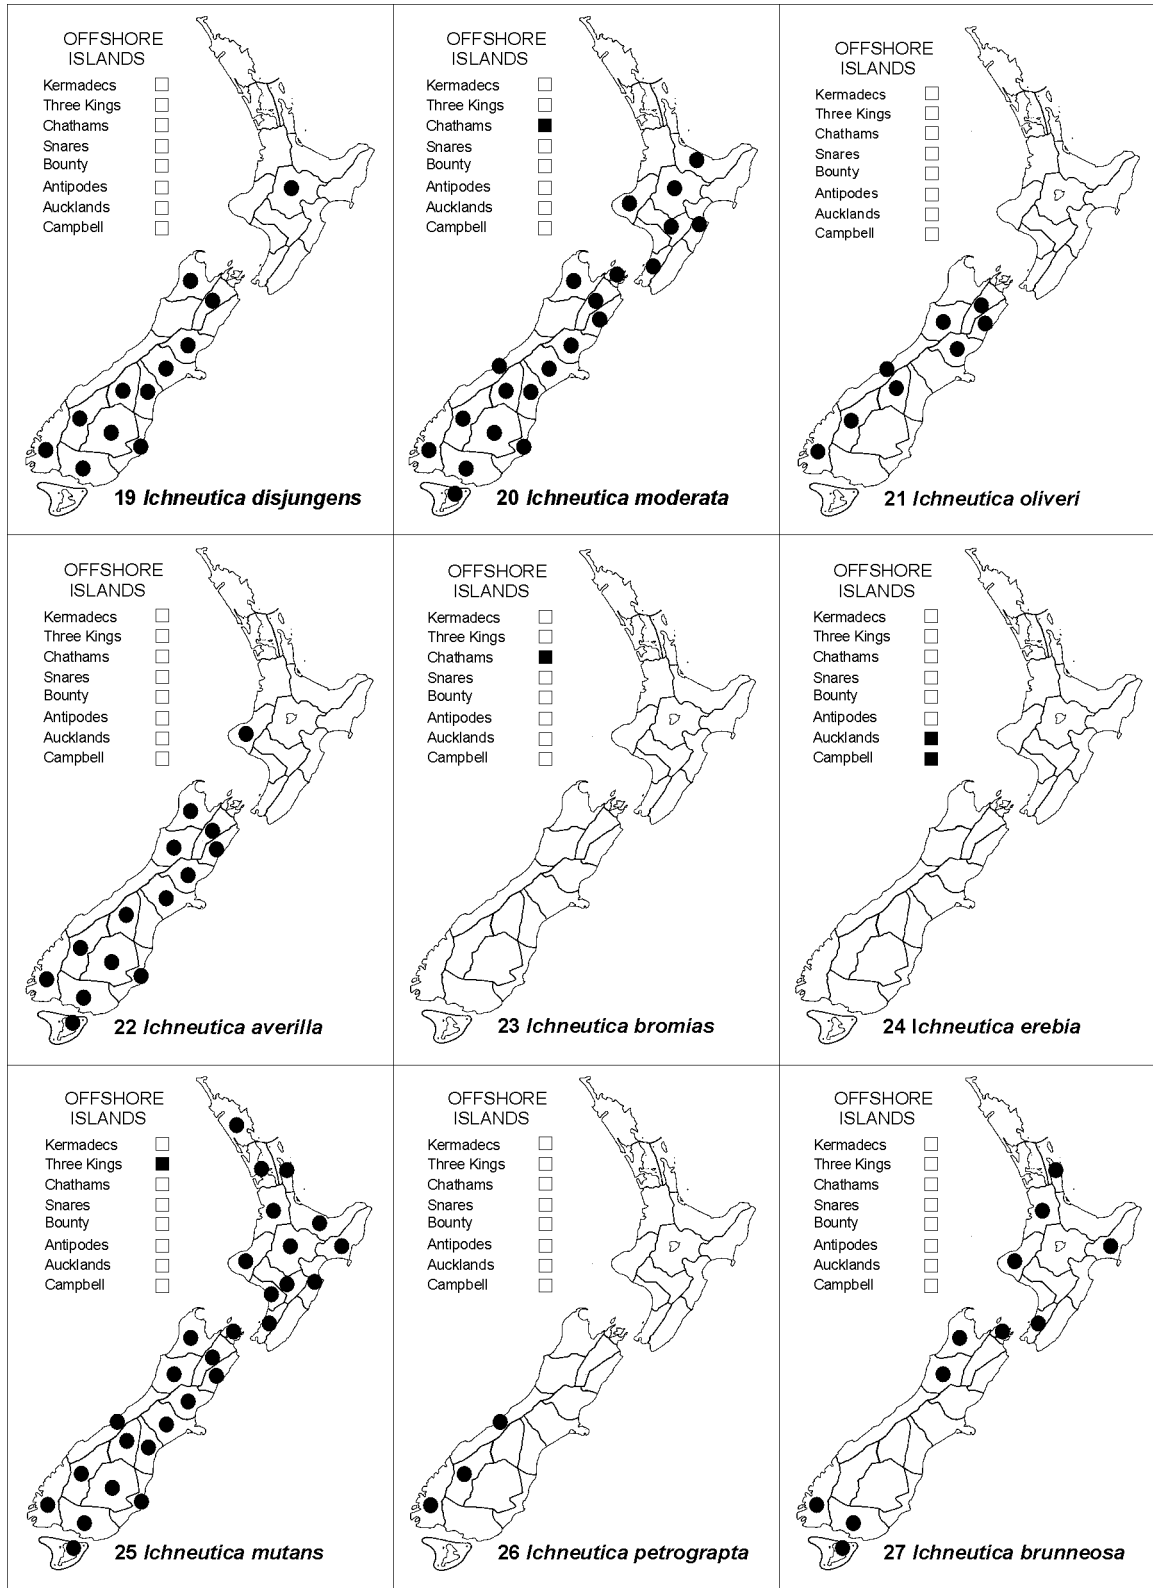 OFFSHORE
ISLANDS
Kermadecs
Three Kings
Chathams
Snares
Bounty
Antipodes
Aucklands
Campbell
19 Ichneutica disjungens
OFFSHORE
ISLANDS
Kermadecs
Three Kings
Chathams
Snares
Bounty
Antipodes
Aucklands
Campbell
20 Ichneutica moderata
OFFSHORE
ISLANDS
Kermadecs
Three Kings
Chathams
Snares
Bounty
Antipodes
Aucklands
Campbell
21 Ichneutica oliveri
OFFSHORE
ISLANDS
Kermadecs
Three Kings
Chathams
Snares
Bounty
Antipodes
Aucklands
Campbell
22 Ichneutica averilla
OFFSHORE
ISLANDS
Kermadecs
Three Kings
Chathams
Snares
Bounty
Antipodes
Aucklands
Campbell
23 Ichneutica bromias
OFFSHORE
ISLANDS
Kermadecs
Three Kings
Chathams
Snares
Bounty
Antipodes
Aucklands
Campbell
24 Ichneutica erebia
OFFSHORE
ISLANDS
Kermadecs
Three Kings
Chathams
Snares
Bounty
Antipodes
Aucklands
Campbell
25 Ichneutica mutans
OFFSHORE
ISLANDS
Kermadecs
Three Kings
Chathams
Snares
Bounty
Antipodes
Aucklands
Campbell
26 Ichneutica petrograpta
OFFSHORE
ISLANDS
Kermadecs
Three Kings
Chathams
Snares
Bounty
Antipodes
Aucklands
Campbell
27 Ichneutica brunneosa